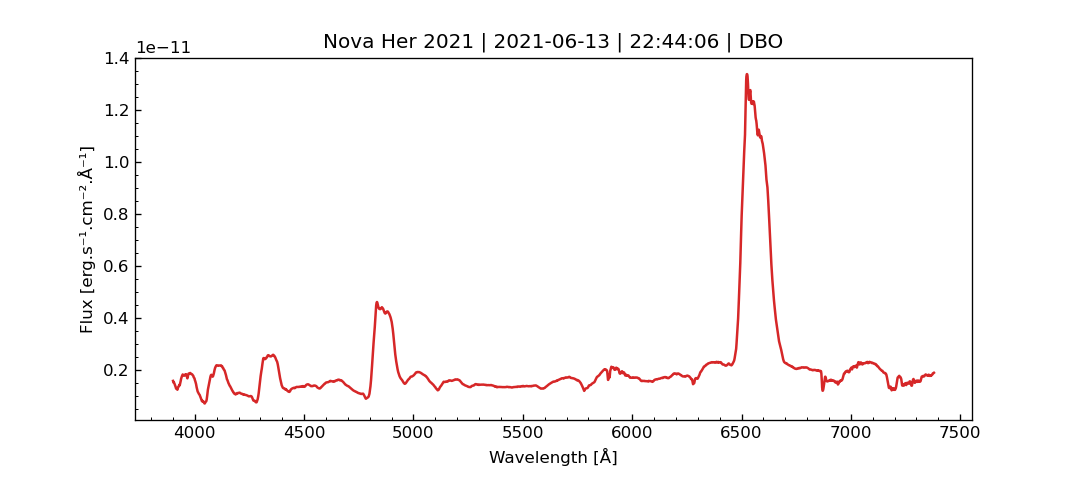 Nova Her 2021 | 2021-06-13 | 22:44:06 | DBO
1e−11
1.4
1.2
1.0
0.8
0.6
0.4
0.2
Flux [erg.s⁻¹.cm⁻².Å⁻¹]
4000 4500 5000 5500 6000 6500 7000 7500
Wavelength [Å]